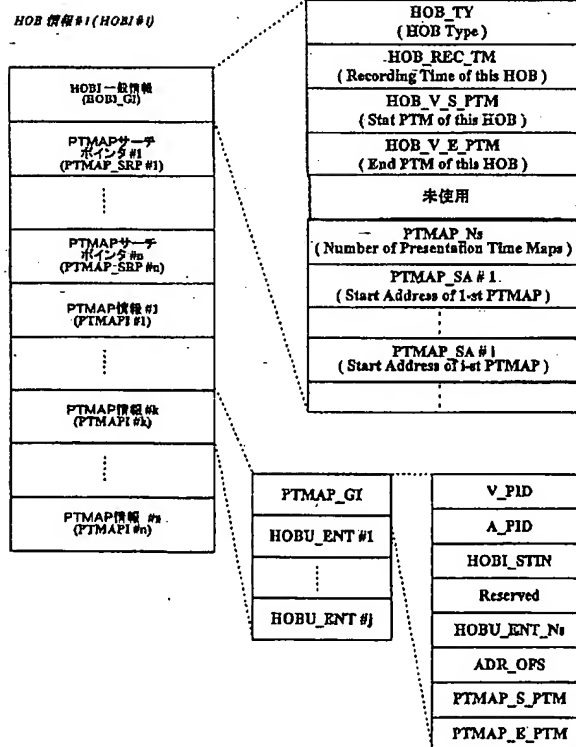 HOB 情報 #1 (HOBI #1)
HOBI 一般情報
(HOBI_GI)
PTMAPサーチ
ポインタ #1
(PTMAP_SRP #1)
PTMAPサーチ
ポインタ #n
(PTMAP_SRP #n)
PTMAP情報 #1
(PTMAPI #1)
PTMAP情報 #k
(PTMAPI #k)
PTMAP情報 #n
(PTMAPI #n)
HOB_TY
( HOB Type )
HOB_REC_TM
( Recording Time of this HOB )
HOB_V_S_PTM
( Stat PTM of this HOB )
HOB_V_E_PTM
( End PTM of this HOB )
未使用
PTMAP_Ns
( Number of Presentation Time Maps )
PTMAP_SA # 1
( Start Address of 1-st PTMAP )
PTMAP_SA # i
( Start Address of i-st PTMAP )
PTMAP_GI
HOBU_ENT #1
HOBU_ENT #j
V_PID
A_PID
HOBI_STIN
Reserved
HOBU_ENT_Ns
ADR_OFS
PTMAP_S_PTM
PTMAP_E_PTM